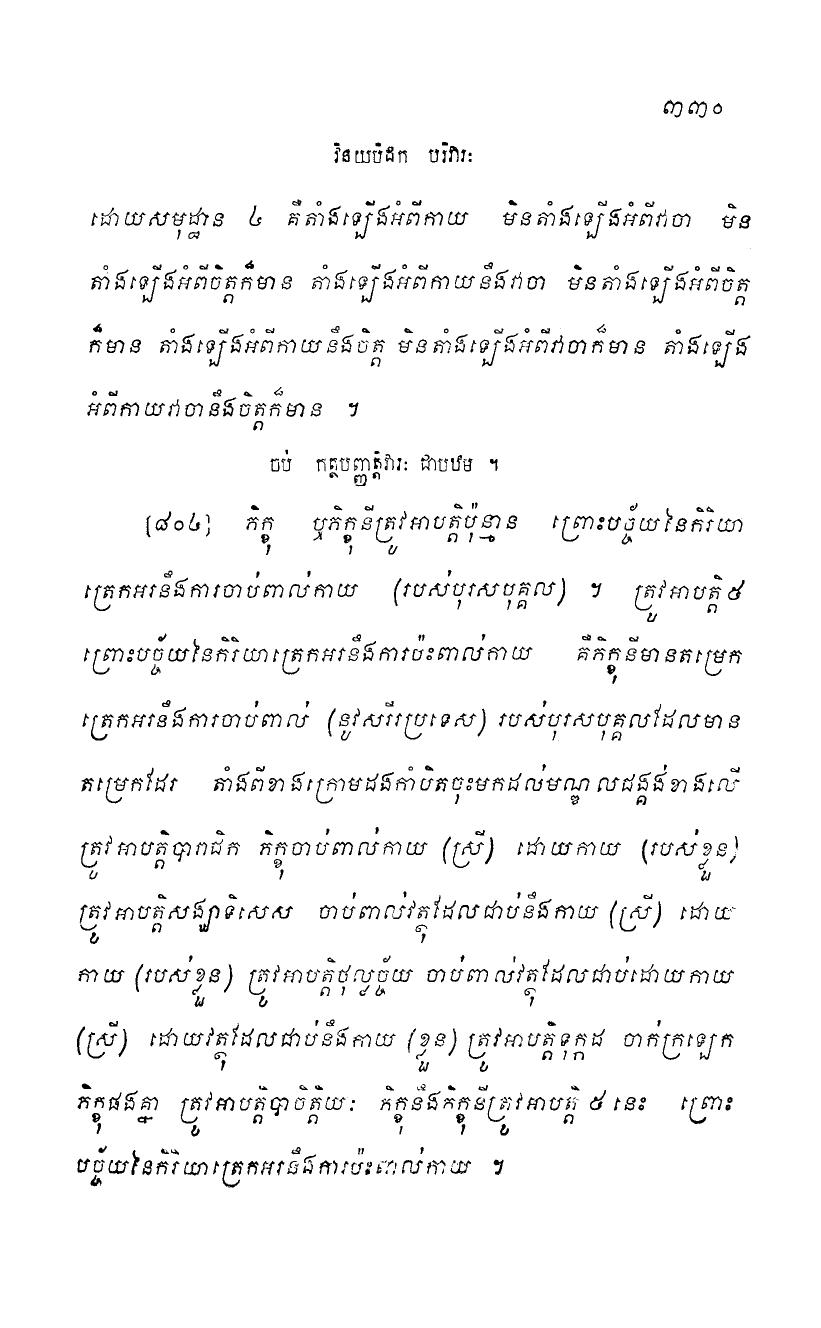 ៣៣០
វិនយបិដក បរិវារៈ
ដោយសមុដ្ឋាន ៤ គឺតាំងឡើងអំពីកាយ មិនតាំងឡើងអំពីវាចា មិន
តាំងឡើងអំពីចិត្តក៏មាន តាំងឡើងអំពីកាយនឹងវាចា មិនតាំងឡើងអំពីចិត្ត
ក៏មាន តាំងឡើងអំពីកាយនឹងចិត្ត មិនតាំងឡើងអំពីវាចាក៏មាន តាំងឡើង
អំពីកាយវាចានឹងចិត្តក៏មាន ។
ចប់ កត្ថបញ្ញត្តិវារៈ ជាបឋម ។
[៨០៤] ភិក្ខុ ឬភិក្ខុនីត្រូវអាបត្តិប៉ុន្មាន ព្រោះបច្ច័យនៃកិរិយា
ត្រេកអរនឹងការចាប់ពាល់កាយ (របស់បុរសបុគ្គល) ។ ត្រូវអាបត្តិ ៥
ព្រោះបច្ច័យនៃកិរិយាត្រេកអរនឹងការប៉ះពាល់កាយ គឺភិក្ខុនីមានតម្រេក
ត្រេកអរនឹងការចាប់ពាល់ (នូវសរីរប្រទេស) របស់បុរសបុគ្គលដែលមាន
តម្រេកដែរ តាំងពីខាងក្រោមដងកាំបិតចុះមកដល់មណ្ឌលជង្គង់ខាងលើ
ត្រូវអាបត្តិបារាជិក ភិក្ខុចាប់ពាល់កាយ (ស្រី) ដោយកាយ (របស់ខ្លួន)
ត្រូវអាបត្តិសង្ឃាទិសេស ចាប់ពាល់វត្ថុដែលជាប់នឹងកាយ (ស្រី) ដោយ
កាយ (របស់ខ្លួន) ត្រូវអាបត្តិថុល្លច្ច័យ ចាប់ពាល់វត្ថុដែលជាប់ដោយកាយ
(ស្រី) ដោយវត្ថុដែលជាប់នឹងកាយ (ខ្លួន) ត្រូវអាបត្តិទុក្កដ ចាក់ក្រឡេក
ភិក្ខុផងគ្នា ត្រូវអាបត្តិបាចិត្តិយៈ ភិក្ខុនឹងភិក្ខុនីត្រូវអាបត្តិ ៥ នេះ ព្រោះ
បច្ច័យនៃកិរិយាត្រេកអរនឹងការប៉ះពាល់កាយ ។